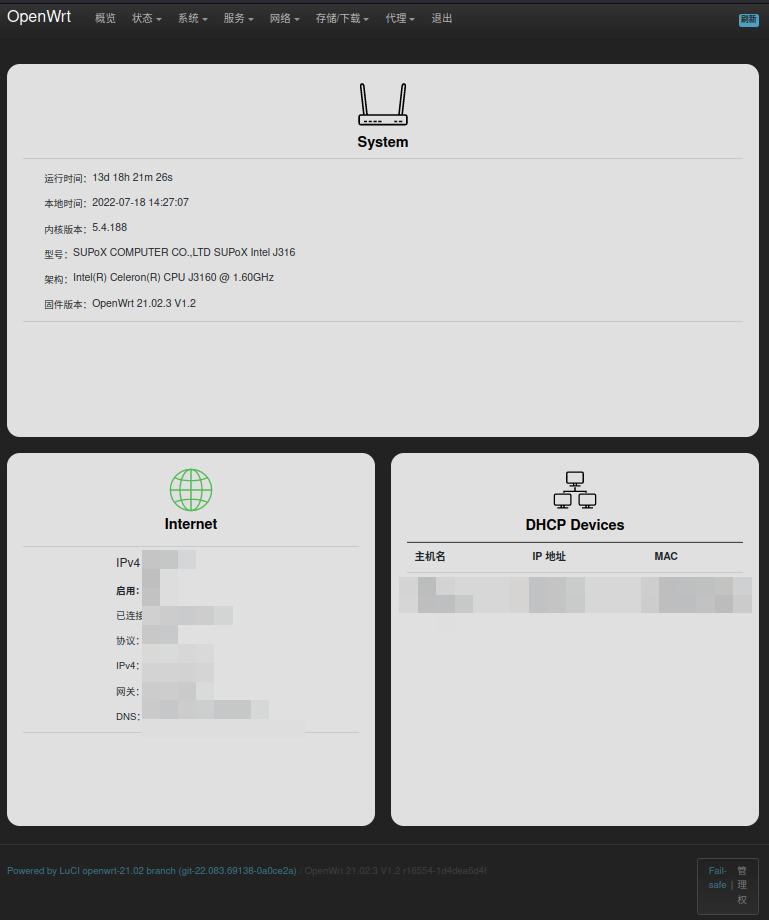 OpenWrt 概览 状态 系统 服务 网络 存储/下载 代理 退出 刷新
System
运行时间： 13d 18h 21m 26s
本地时间： 2022-07-18 14:27:07
内核版本： 5.4.188
型号： SUPoX COMPUTER CO.,LTD SUPoX Intel J316
架构： Intel(R) Celeron(R) CPU J3160 @ 1.60GHz
固件版本： OpenWrt 21.02.3 V1.2
Internet
IPv4
启用：
已连接
协议：
IPv4：
网关：
DNS：
DHCP Devices
主机名 IP 地址 MAC
Powered by LuCI openwrt-21.02 branch (git-22.083.69138-0a0ce2a) / OpenWrt 21.02.3 V1.2 r16554-1d4dea6d4f
Fail-safe | 管理权